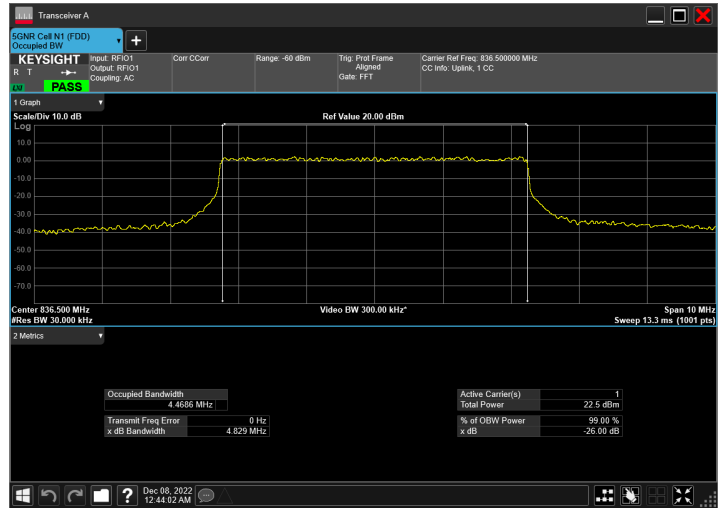 Transceiver A
5GNR Cell N1 (FDD)
Occupied BW
KEYSIGHT
R T
LXI
PASS
Input: RFIO1
Output: RFIO1
Coupling: AC
Corr CCorr
Range: -60 dBm
Trig: Prot Frame
Aligned
Gate: FFT
Carrier Ref Freq: 836.500000 MHz
CC Info: Uplink, 1 CC
1 Graph
Scale/Div 10.0 dB
Ref Value 20.00 dBm
Log
10.0
0.00
-10.0
-20.0
-30.0
-40.0
-50.0
-60.0
-70.0
Center 836.500 MHz
Video BW 300.00 kHz*
Span 10 MHz
#Res BW 30.000 kHz
Sweep 13.3 ms (1001 pts)
2 Metrics
Occupied Bandwidth
4.4686 MHz
Transmit Freq Error 0 Hz
x dB Bandwidth 4.829 MHz
Active Carrier(s) 1
Total Power 22.5 dBm
% of OBW Power 99.00 %
x dB -26.00 dB
Dec 08, 2022
12:44:02 AM